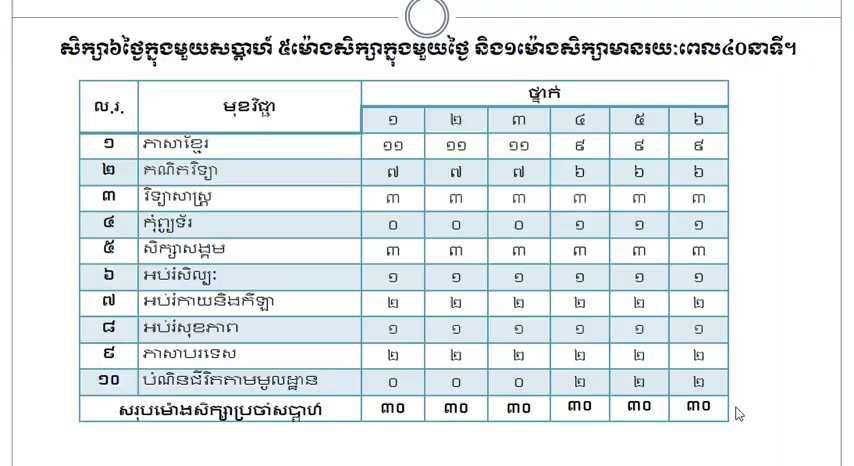 សិក្សា៦ថ្ងៃក្នុងមួយសប្តាហ៍ ៥ម៉ោងសិក្សាក្នុងមួយថ្ងៃ និង១ម៉ោងសិក្សាមានរយៈពេល៤០នាទី។
ល.រ. មុខវិជ្ជា ថ្នាក់
១ ២ ៣ ៤ ៥ ៦
១ ភាសាខ្មែរ ១១ ១១ ១១ ៩ ៩ ៩
២ គណិតវិទ្យា ៧ ៧ ៧ ៦ ៦ ៦
៣ វិទ្យាសាស្ត្រ ៣ ៣ ៣ ៣ ៣ ៣
៤ កុំព្យូទ័រ ០ ០ ០ ១ ១ ១
៥ សិក្សាសង្គម ៣ ៣ ៣ ៣ ៣ ៣
៦ អប់រំសិល្បៈ ១ ១ ១ ១ ១ ១
៧ អប់រំកាយនិងកីឡា ២ ២ ២ ២ ២ ២
៨ អប់រំសុខភាព ១ ១ ១ ១ ១ ១
៩ ភាសាបរទេស ២ ២ ២ ២ ២ ២
១០ បំណិនជីវិតតាមមូលដ្ឋាន ០ ០ ០ ២ ២ ២
សរុបម៉ោងសិក្សាប្រចាំសប្តាហ៍ ៣០ ៣០ ៣០ ៣០ ៣០ ៣០